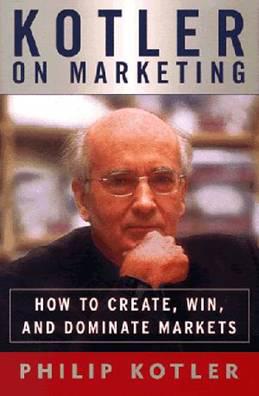 KOTLER
ON MARKETING
HOW TO CREATE, WIN,
AND DOMINATE MARKETS
PHILIP KOTLER